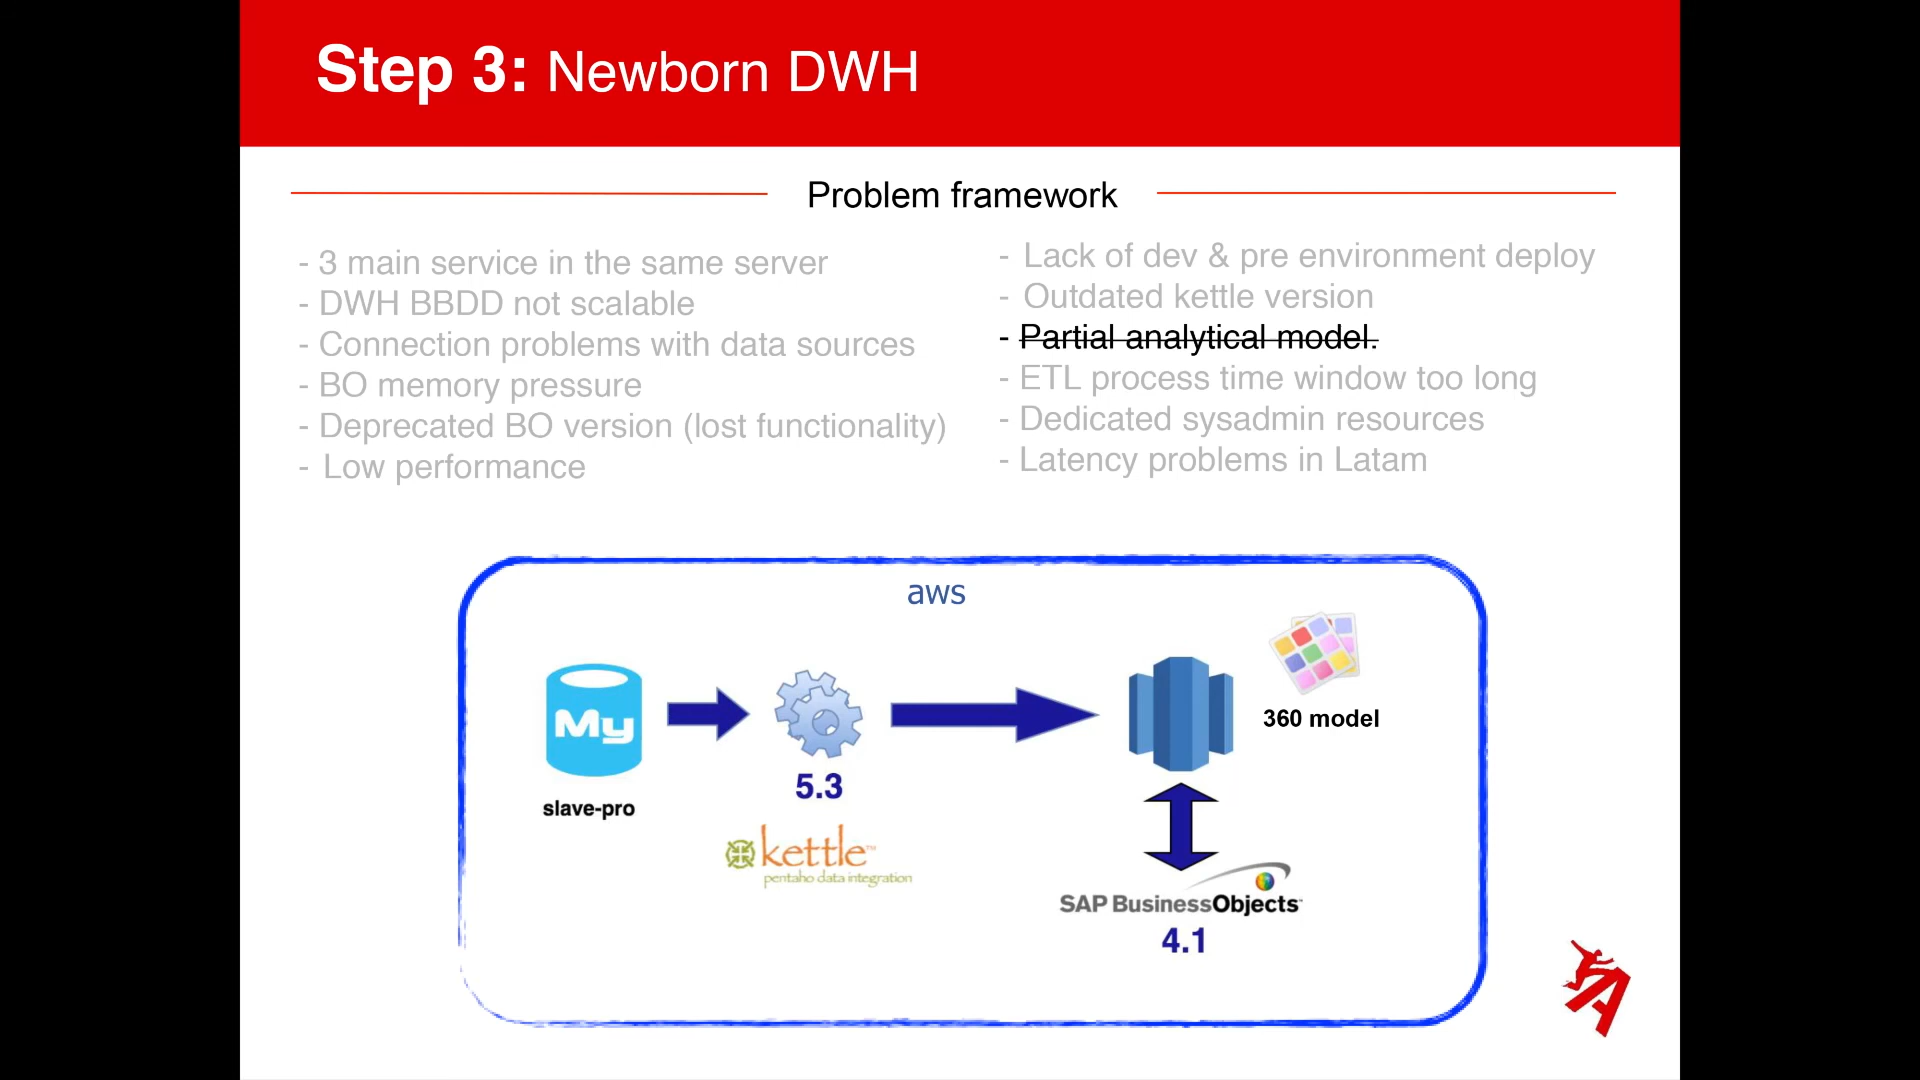 Step 3: Newborn DWH
Problem framework
- 3 main service in the same server
- DWH BBDD not scalable
- Connection problems with data sources
- BO memory pressure
- Deprecated BO version (lost functionality)
- Low performance
- Lack of dev & pre environment deploy
- Outdated kettle version
- Partial analytical model.
- ETL process time window too long
- Dedicated sysadmin resources
- Latency problems in Latam
aws
My
slave-pro
5.3
kettle™
pentaho data integration
360 model
SAP BusinessObjects™
4.1
A